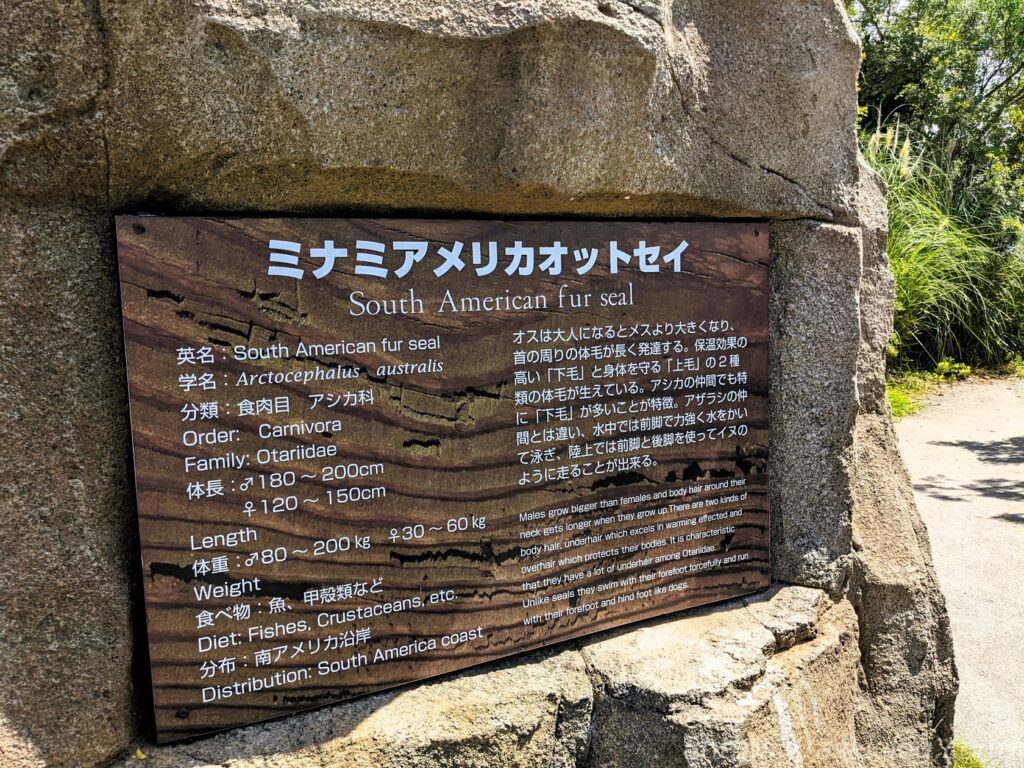 ミナミアメリカオットセイ
South American fur seal
英名：South American fur seal
学名：Arctocephalus australis
分類：食肉目　アシカ科
Order: Carnivora
Family: Otariidae
体長：♂180～200cm
♀120～150cm
Length
体重：♂80～200㎏　♀30～60㎏
Weight
食べ物：魚、甲殻類など
Diet: Fishes, Crustaceans, etc.
分布：南アメリカ沿岸
Distribution: South America coast
オスは大人になるとメスより大きくなり、
首の周りの体毛が長く発達する。保温効果の
高い「下毛」と身体を守る「上毛」の２種
類の体毛が生えている。アシカの仲間でも特
に「下毛」が多いことが特徴。アザラシの仲
間とは違い、水中では前脚で力強く水をかい
て泳ぎ、陸上では前脚と後脚を使ってイヌの
ように走ることが出来る。
Males grow bigger than females and body hair around their
neck gets longer when they grow up.There are two kinds of
body hair, underhair which excels in warming effected and
overhair which protects their bodies. It is characteristic
that they have a lot of underhair among Otariidae.
Unlike seals they swim with their forefoot forcefully and run
with their forefoot and hind foot like dogs.